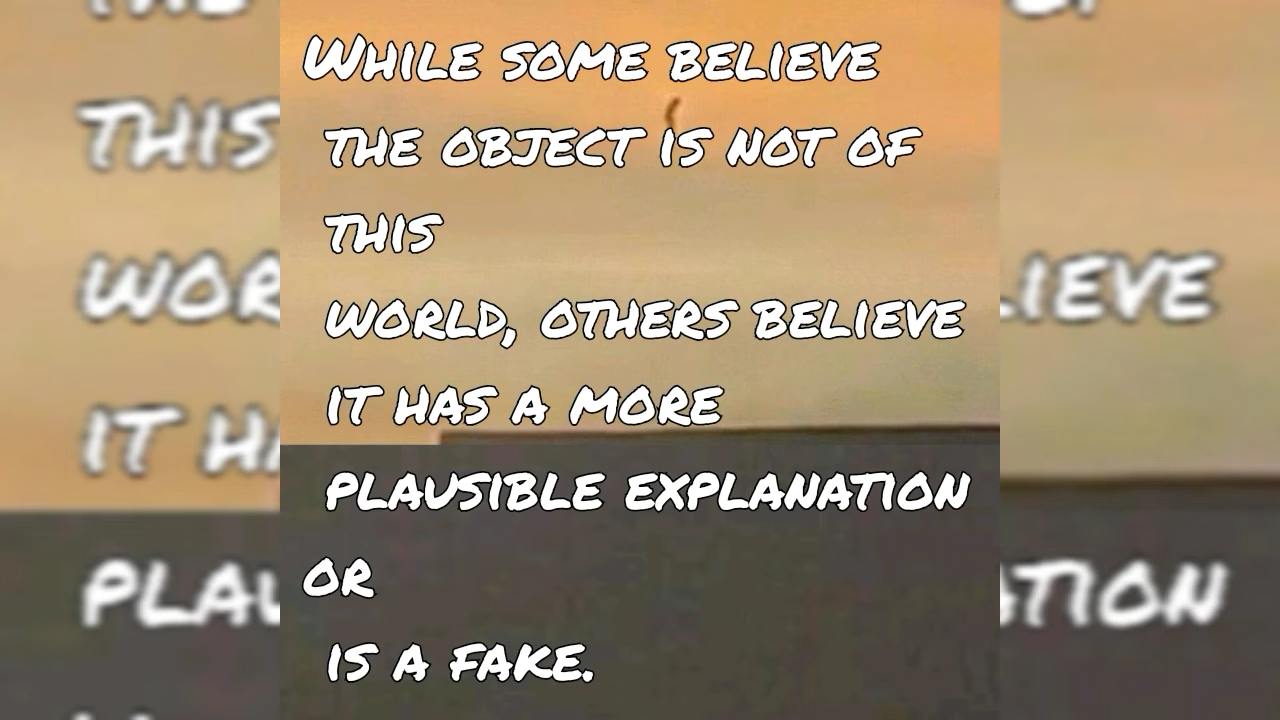 While some believe
the object is not of
this
world, others believe
it has a more
plausible explanation
or
is a fake.